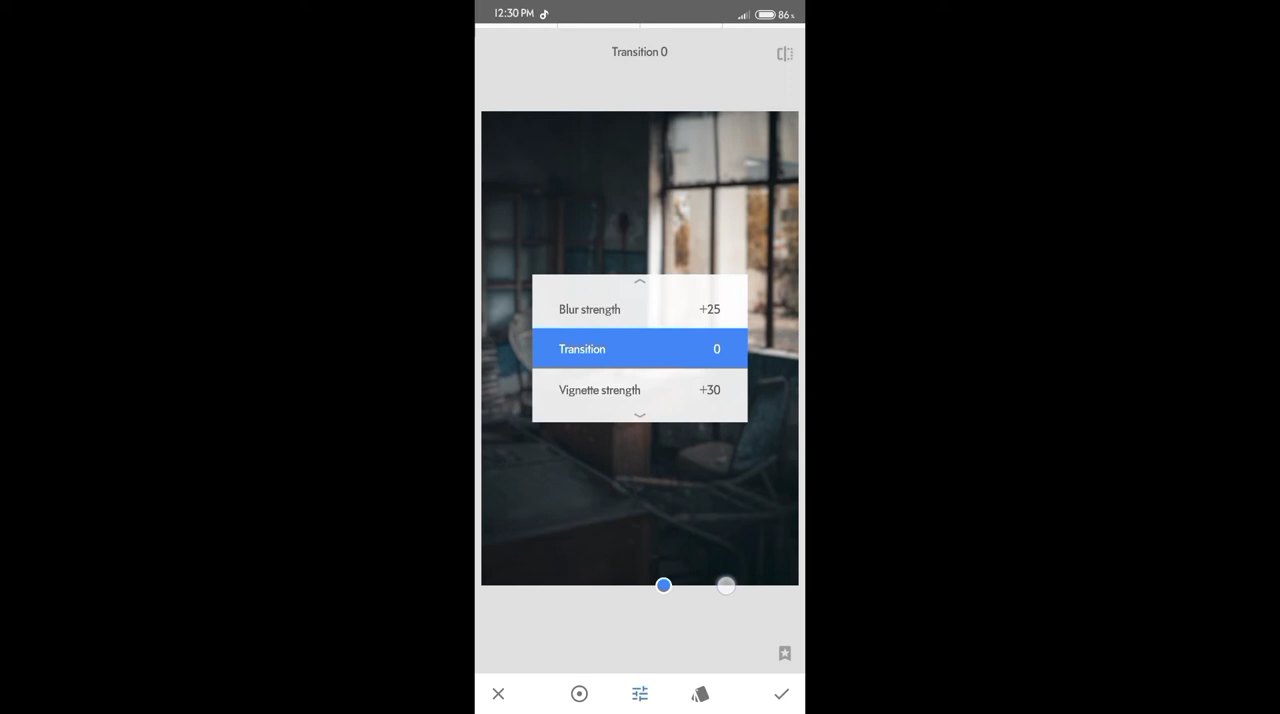 12:30 PM 86%
Transition 0
Blur strength +25
Transition 0
Vignette strength +30